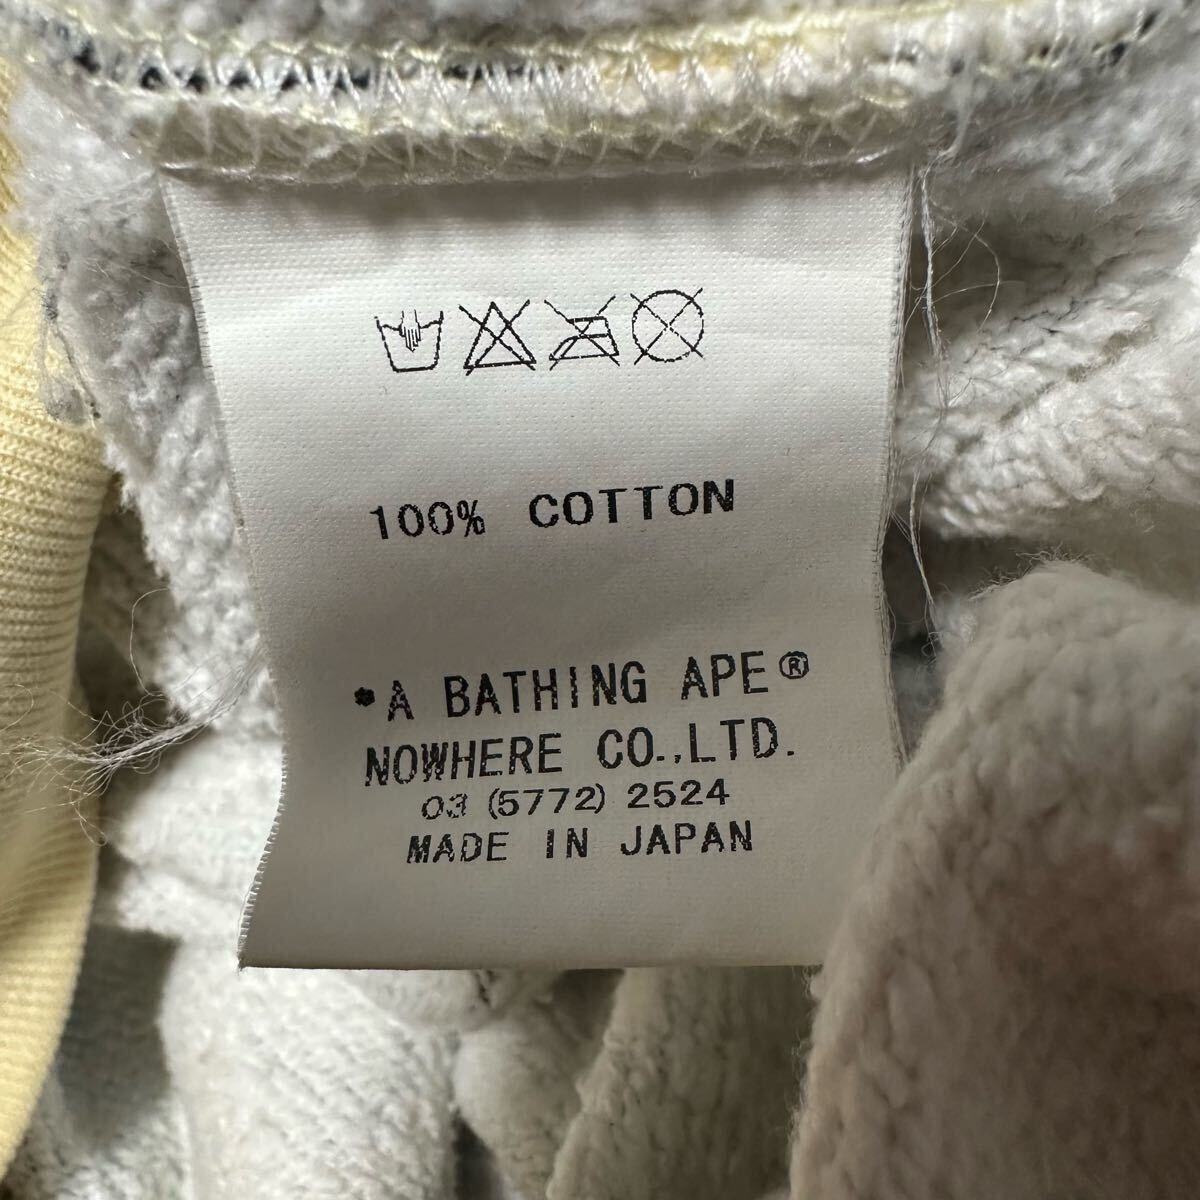 100% COTTON
*A BATHING APE®
NOWHERE CO.,LTD.
03 (5772) 2524
MADE IN JAPAN